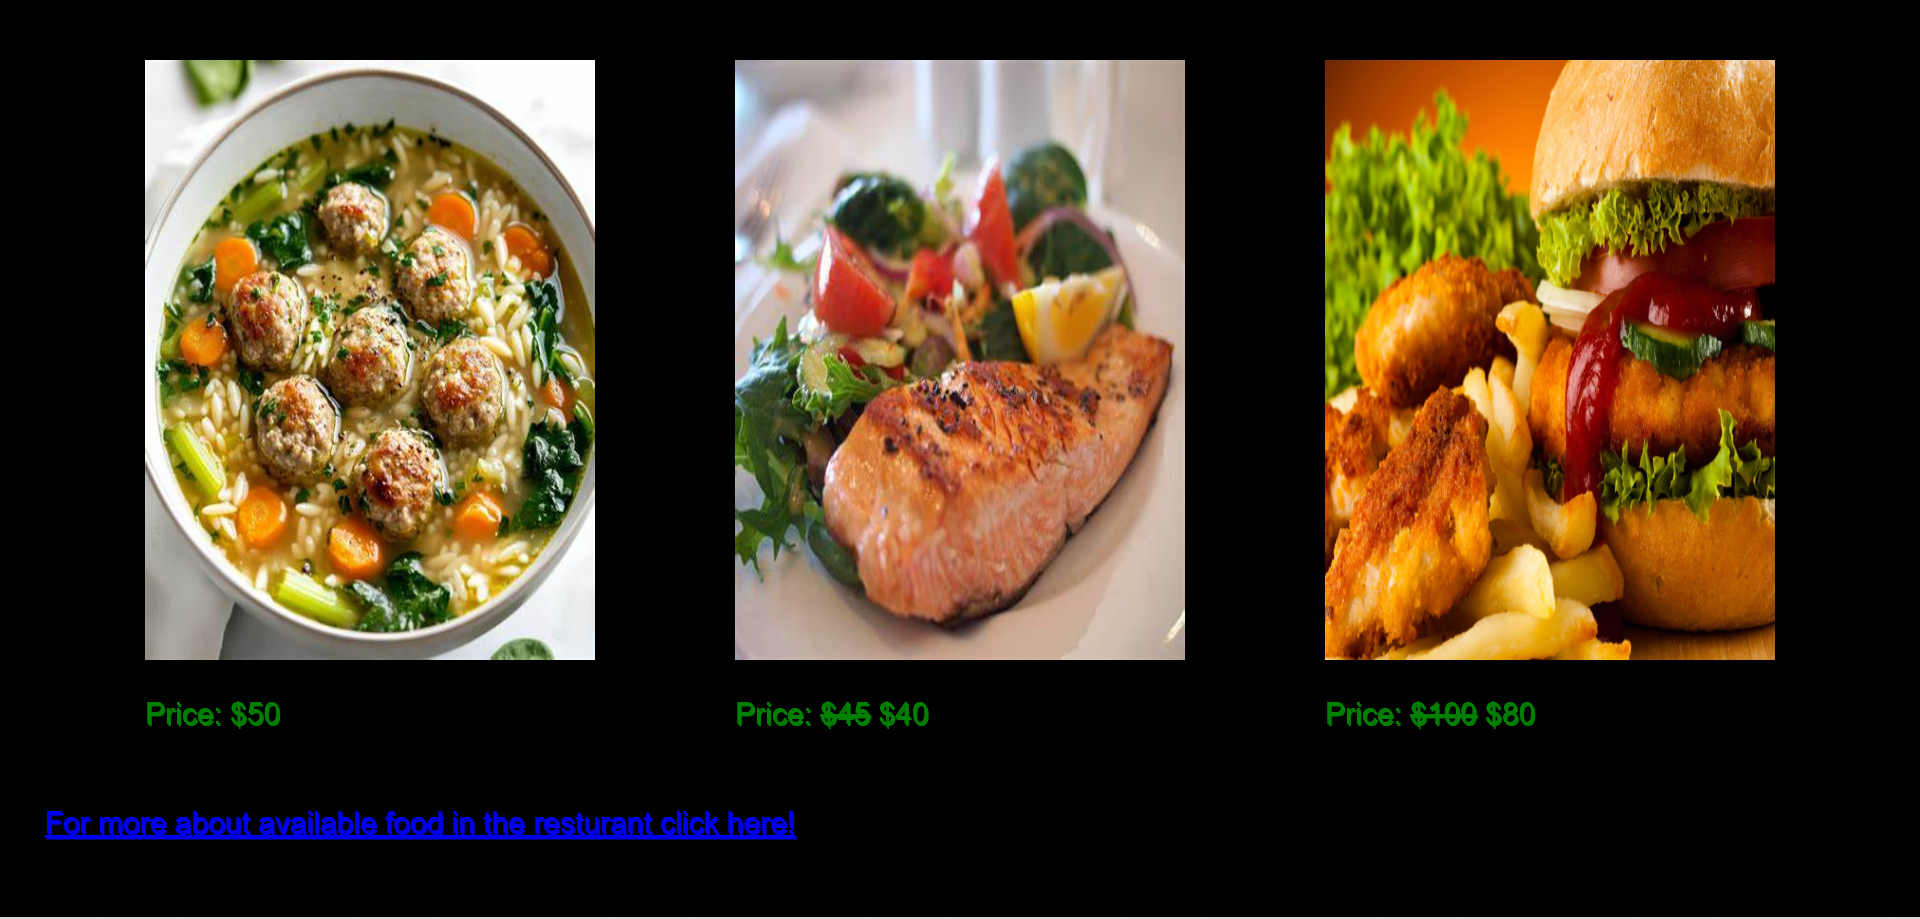 Price: $50
Price: $45 $40
Price: $100 $80
For more about available food in the resturant click here!